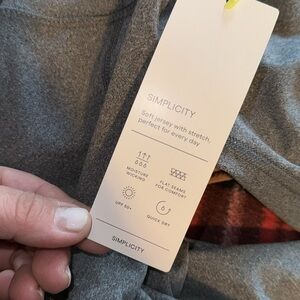 SIMPLICITY
Soft jersey with stretch,
perfect for every day
MOISTURE
WICKING
FLAT SEAMS
FOR COMFORT
UPF 50+
QUICK DRY
SIMPLICITY